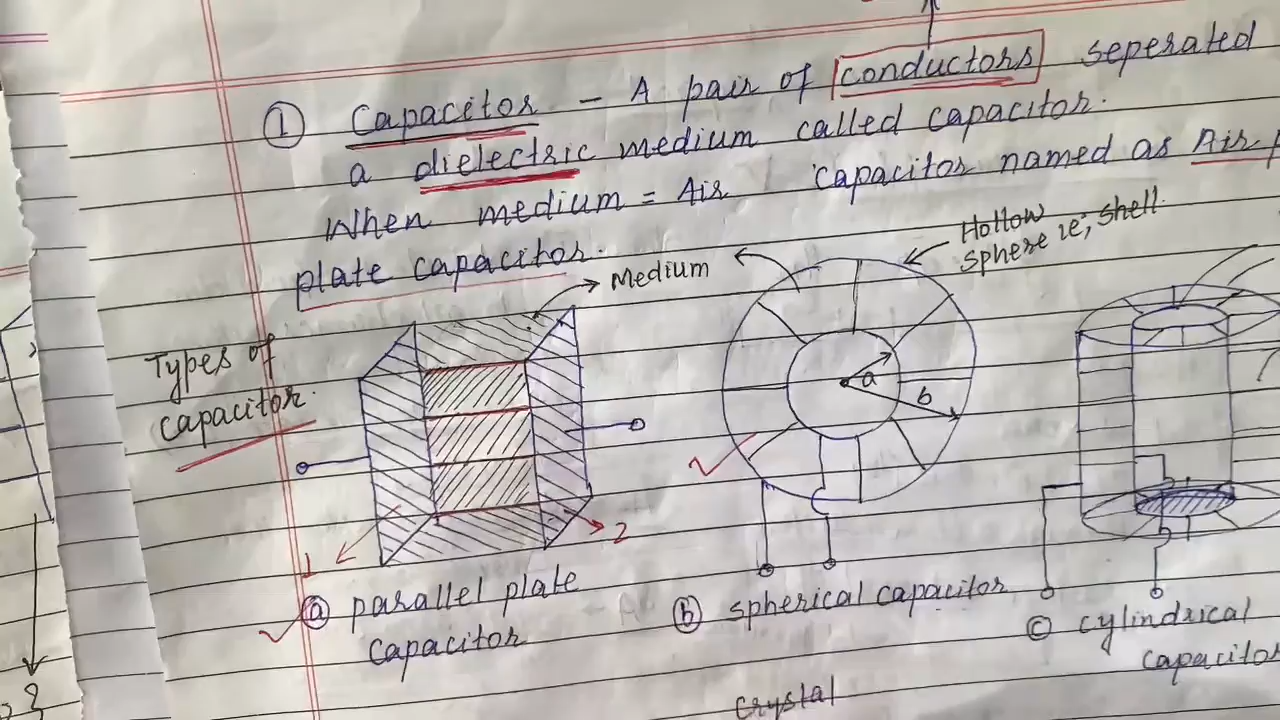 ① Capacitor - A pair of conductors seperated
a dielectric medium called capacitor.
When medium = Air capacitor named as Air
plate capacitor.
Types of
capacitor.
Medium
Hollow
sphere ie; shell.
a
b
1
2
ⓐ parallel plate
capacitor
ⓑ spherical capacitor
ⓒ cylindrical
capacitor
crystal